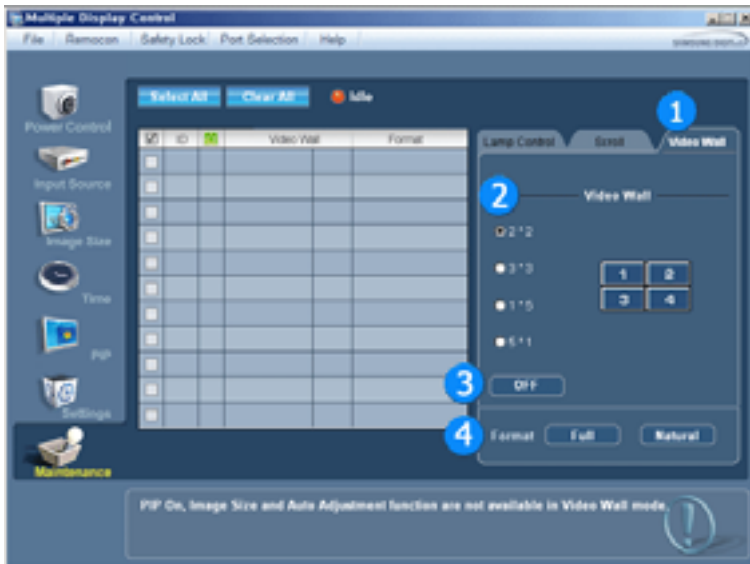 Multiple Display Control
File Remocon Safety Lock Port Selection Help
SAMSUNG DIGITall
Select All Clear All Idle
1
Power Control
ID Video Wall Format
Lamp Control Scroll Video Wall
Input Source
2 Video Wall
2 * 2
Image Size
3 * 3
1 2
Time
1 * 5
3 4
5 * 1
PIP
3 OFF
Settings
4 Format Full Natural
Maintenance
PIP On, Image Size and Auto Adjustment function are not available in Video Wall mode.